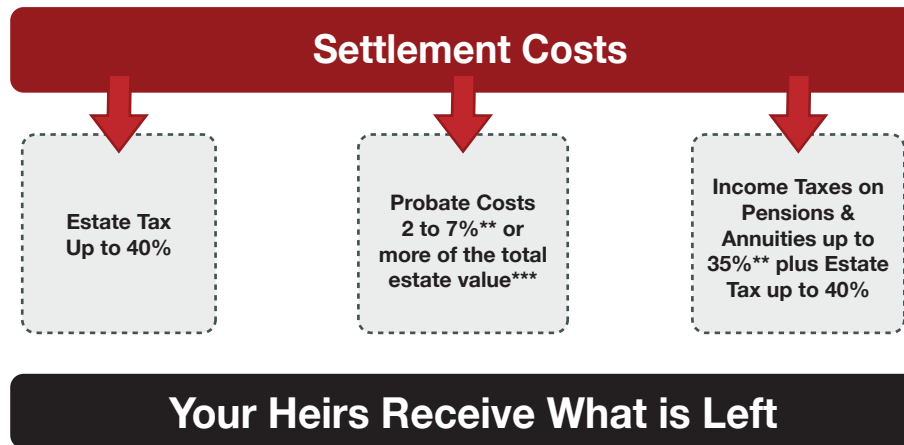 Settlement Costs
Estate Tax
Up to 40%
Probate Costs
2 to 7%** or
more of the total
estate value***
Income Taxes on
Pensions &
Annuities up to
35%** plus Estate
Tax up to 40%
Your Heirs Receive What is Left